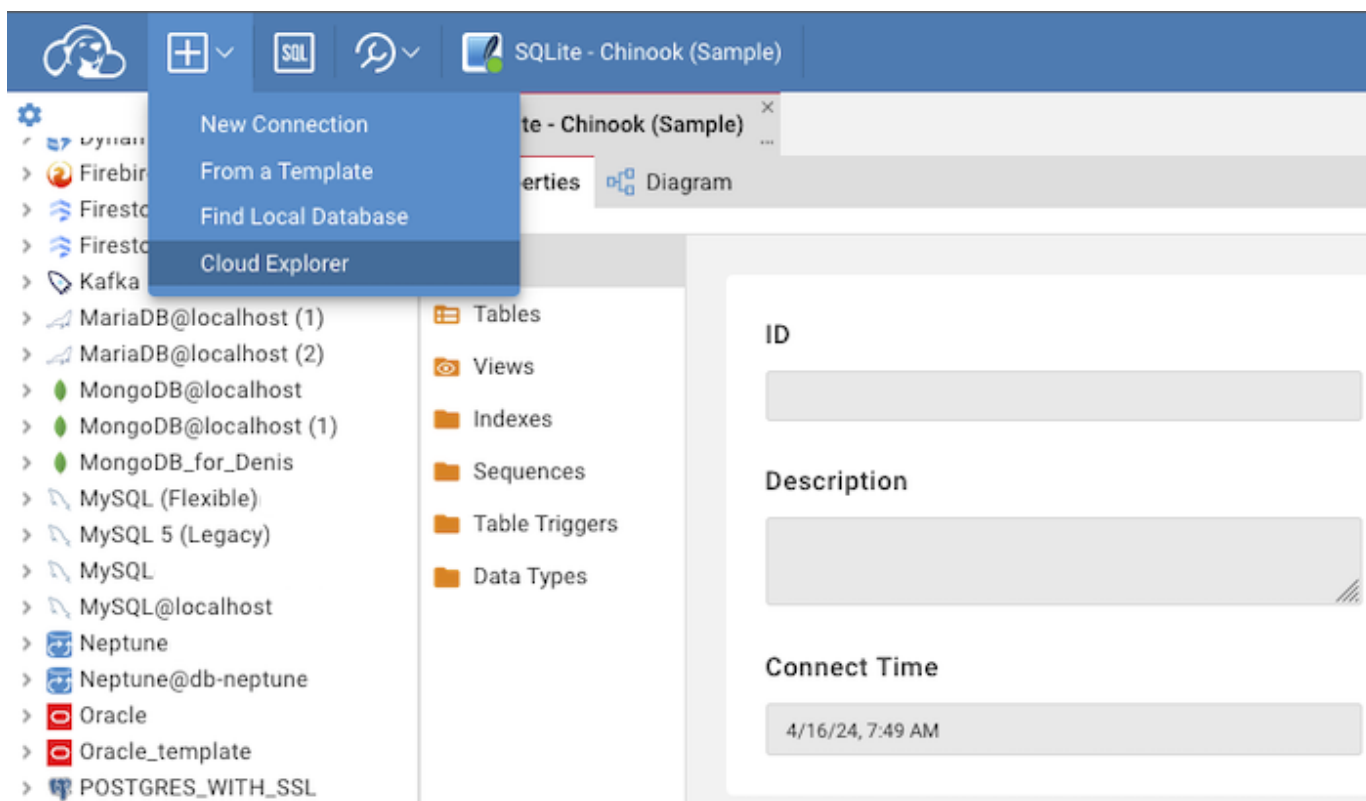 SQL
SQLite - Chinook (Sample)
New Connection
From a Template
Find Local Database
Cloud Explorer
te - Chinook (Sample)
erties
Diagram
Firebir
Firesto
Firesto
Kafka
MariaDB@localhost (1)
MariaDB@localhost (2)
MongoDB@localhost
MongoDB@localhost (1)
MongoDB_for_Denis
MySQL (Flexible)
MySQL 5 (Legacy)
MySQL
MySQL@localhost
Neptune
Neptune@db-neptune
Oracle
Oracle_template
POSTGRES_WITH_SSL
Tables
Views
Indexes
Sequences
Table Triggers
Data Types
ID
Description
Connect Time
4/16/24, 7:49 AM